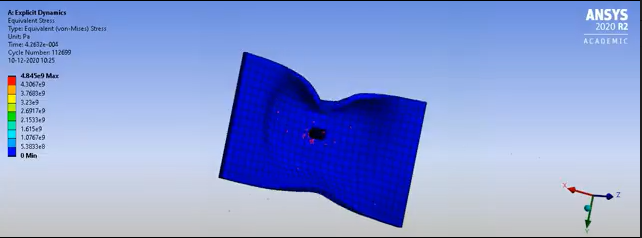 A: Explicit Dynamics
Equivalent Stress
Type: Equivalent (von-Mises) Stress
Unit: Pa
Time: 4.2632e-004
Cycle Number: 112699
10-12-2020 10:25
4.845e9 Max
4.3067e9
3.7683e9
3.23e9
2.6917e9
2.1533e9
1.615e9
1.0767e9
5.3833e8
0 Min
ANSYS
2020 R2
ACADEMIC
X
Z
Y